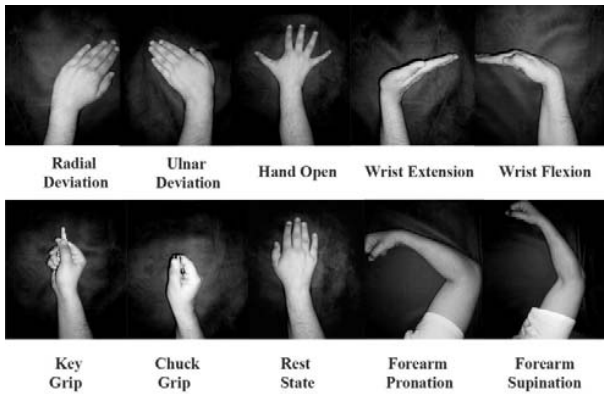 Radial Deviation
Ulnar Deviation
Hand Open
Wrist Extension
Wrist Flexion
Key Grip
Chuck Grip
Rest State
Forearm Pronation
Forearm Supination